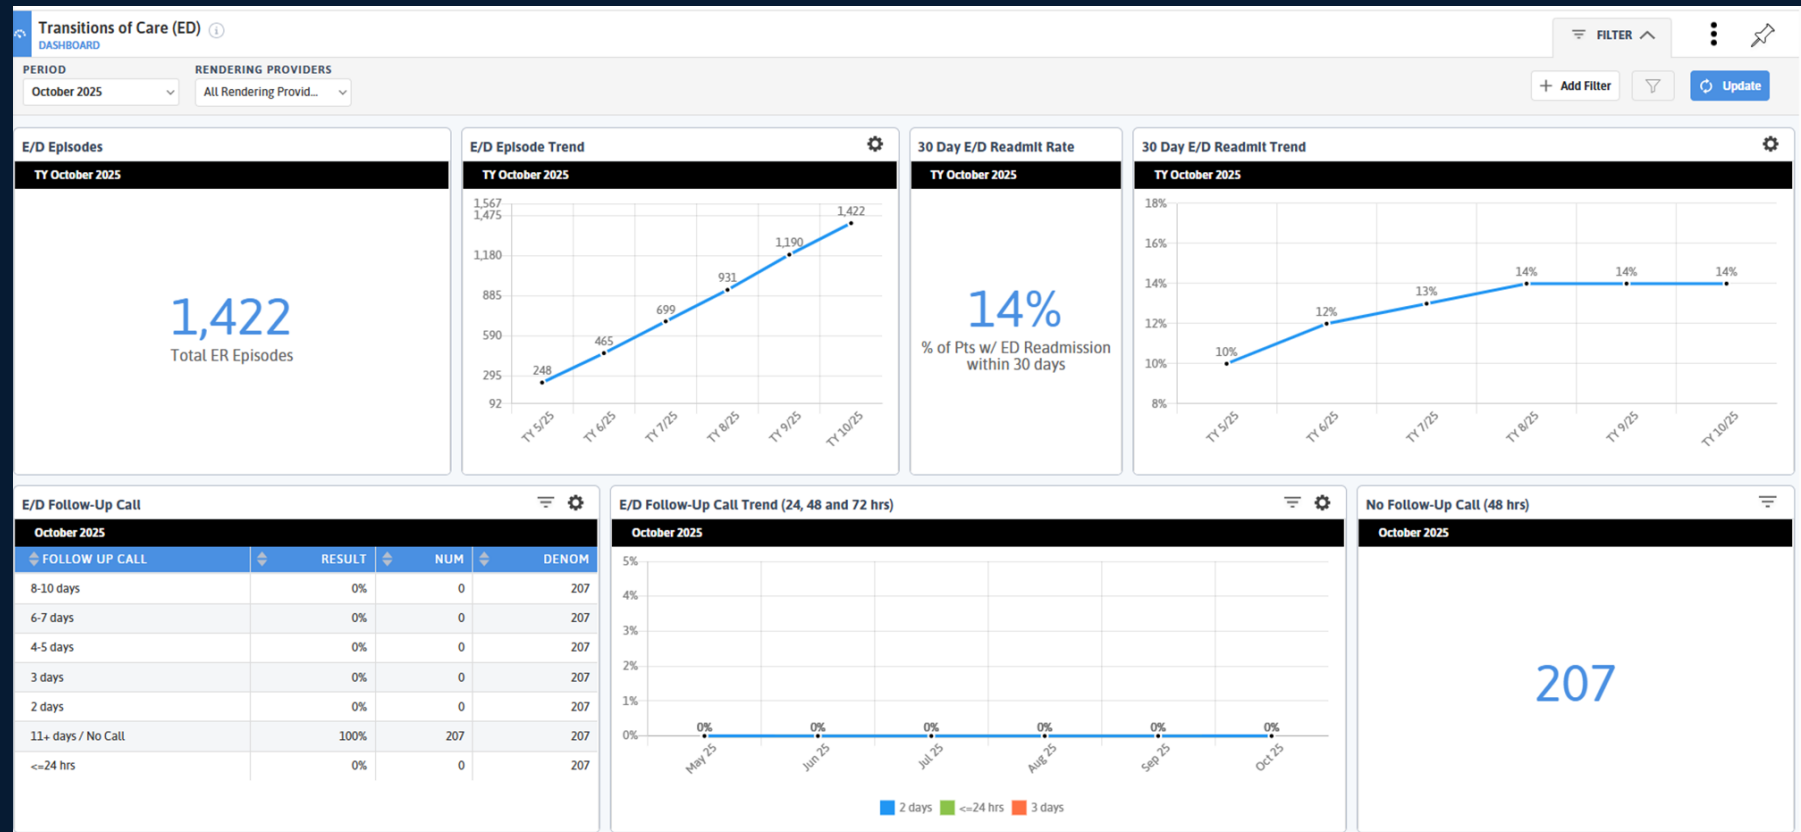 Transitions of Care (ED)
DASHBOARD
FILTER
PERIOD
RENDERING PROVIDERS
October 2025
All Rendering Provid...
Add Filter
Update
E/D Episodes
TY October 2025
1,422
Total ER Episodes
E/D Episode Trend
TY October 2025
1,567
1,475
1,180
885
590
295
92
248
465
699
931
1,190
1,422
TY 5/25
TY 6/25
TY 7/25
TY 8/25
TY 9/25
TY 10/25
30 Day E/D Readmit Rate
TY October 2025
14%
% of Pts w/ ED Readmission
within 30 days
30 Day E/D Readmit Trend
TY October 2025
18%
16%
14%
12%
10%
8%
10%
12%
13%
14%
14%
14%
TY 5/25
TY 6/25
TY 7/25
TY 8/25
TY 9/25
TY 10/25
E/D Follow-Up Call
October 2025
FOLLOW UP CALL RESULT NUM DENOM
8-10 days 0% 0 207
6-7 days 0% 0 207
4-5 days 0% 0 207
3 days 0% 0 207
2 days 0% 0 207
11+ days / No Call 100% 207 207
<=24 hrs 0% 0 207
E/D Follow-Up Call Trend (24, 48 and 72 hrs)
October 2025
5%
4%
3%
2%
1%
0%
0%
0%
0%
0%
0%
0%
May 25
Jun 25
Jul 25
Aug 25
Sep 25
Oct 25
2 days <=24 hrs 3 days
No Follow-Up Call (48 hrs)
October 2025
207